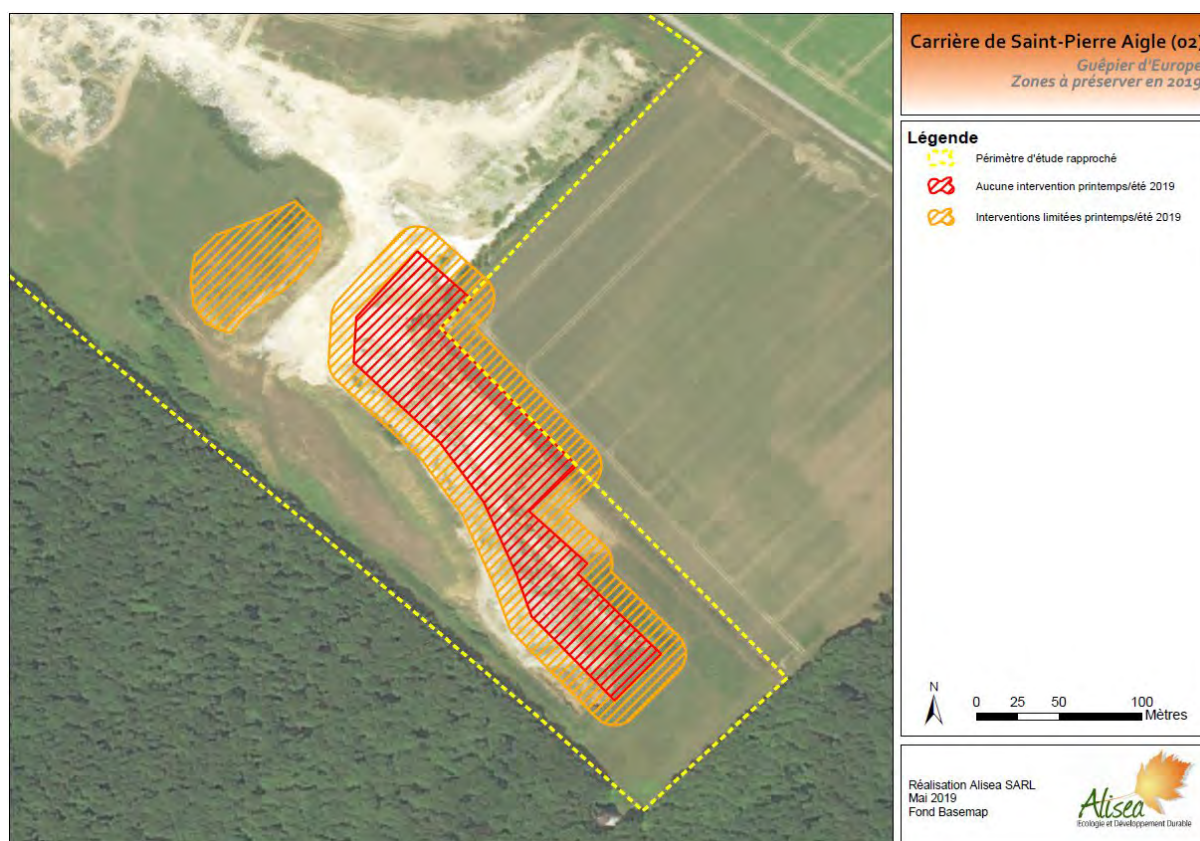 Carrière de Saint-Pierre Aigle (02)
Guêpier d'Europe
Zones à préserver en 2019
Légende
Périmètre d'étude rapproché
Aucune intervention printemps/été 2019
Interventions limitées printemps/été 2019
N
0 25 50 100
Mètres
Réalisation Alisea SARL
Mai 2019
Fond Basemap
Alisea
Ecologie et Développement Durable